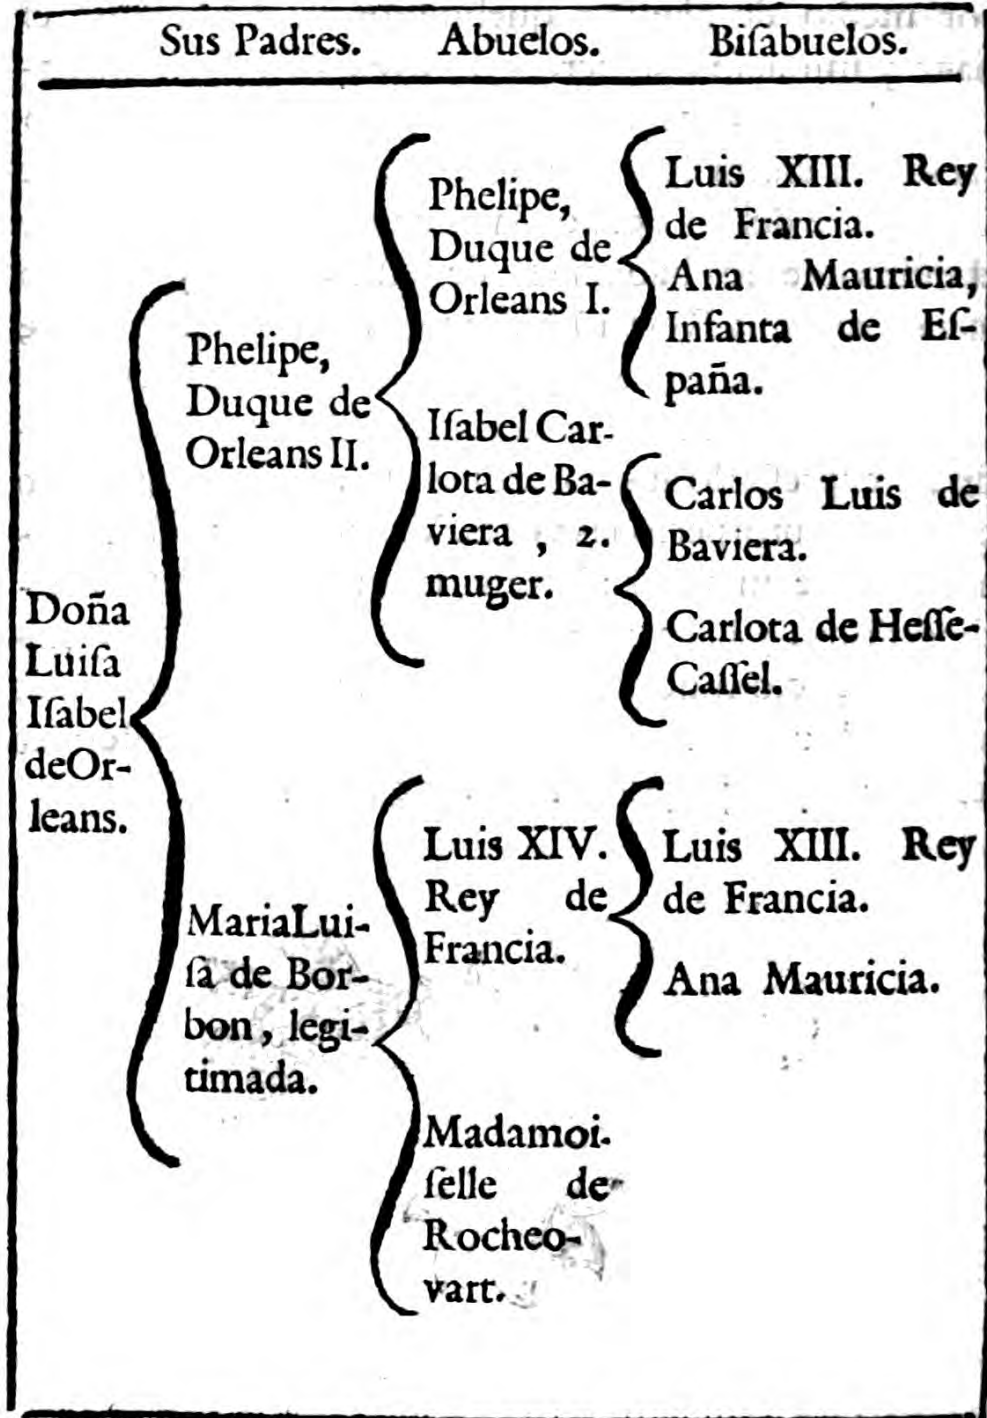 Sus Padres. Abuelos. Biſabuelos.
Doña
Luiſa
Iſabel
deOr-
leans.
Phelipe,
Duque de
Orleans II.
Phelipe,
Duque de
Orleans I.
Luis XIII. Rey
de Francia.
Ana Mauricia,
Infanta de Eſ-
paña.
Iſabel Car-
lota de Ba-
viera , 2.
muger.
Carlos Luis de
Baviera.
Carlota de Heſſe-
Caſſel.
MariaLui-
ſa de Bor-
bon, legi-
timada.
Luis XIV.
Rey de
Francia.
Luis XIII. Rey
de Francia.
Ana Mauricia.
Madamoi-
ſelle de
Rocheo-
vart.